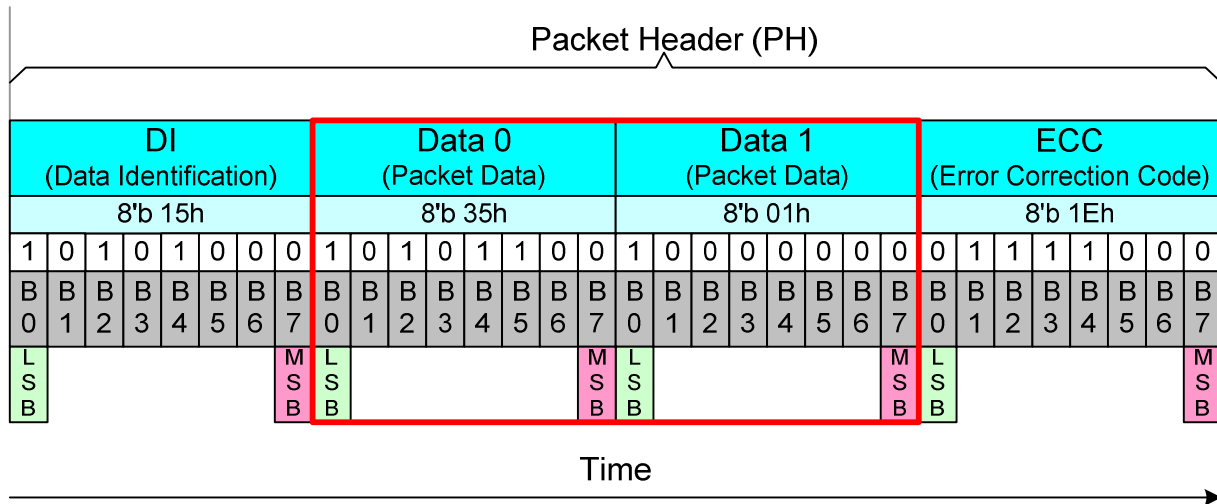 Packet Header (PH)
DI Data 0 Data 1 ECC
(Data Identification) (Packet Data) (Packet Data) (Error Correction Code)
8'b 15h 8'b 35h 8'b 01h 8'b 1Eh
1 0 1 0 1 0 0 0 1 0 1 0 1 1 0 0 1 0 0 0 0 0 0 0 0 1 1 1 1 0 0 0
B B B B B B B B B B B B B B B B B B B B B B B B B B B B B B B B
0 1 2 3 4 5 6 7 0 1 2 3 4 5 6 7 0 1 2 3 4 5 6 7 0 1 2 3 4 5 6 7
L M L M L M L M
S S S S S S S S
B B B B B B B B
Time